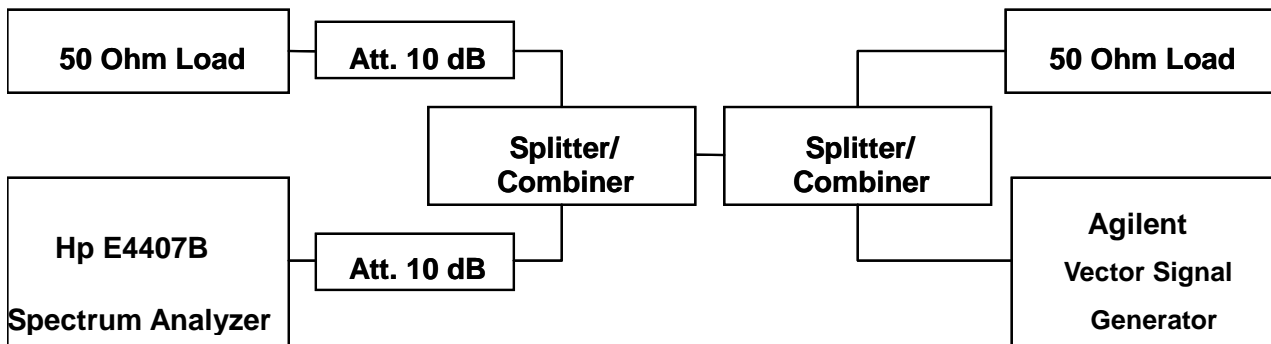 50 Ohm Load
Att. 10 dB
50 Ohm Load
Splitter/
Combiner
Splitter/
Combiner
Hp E4407B
Spectrum Analyzer
Att. 10 dB
Agilent
Vector Signal
Generator